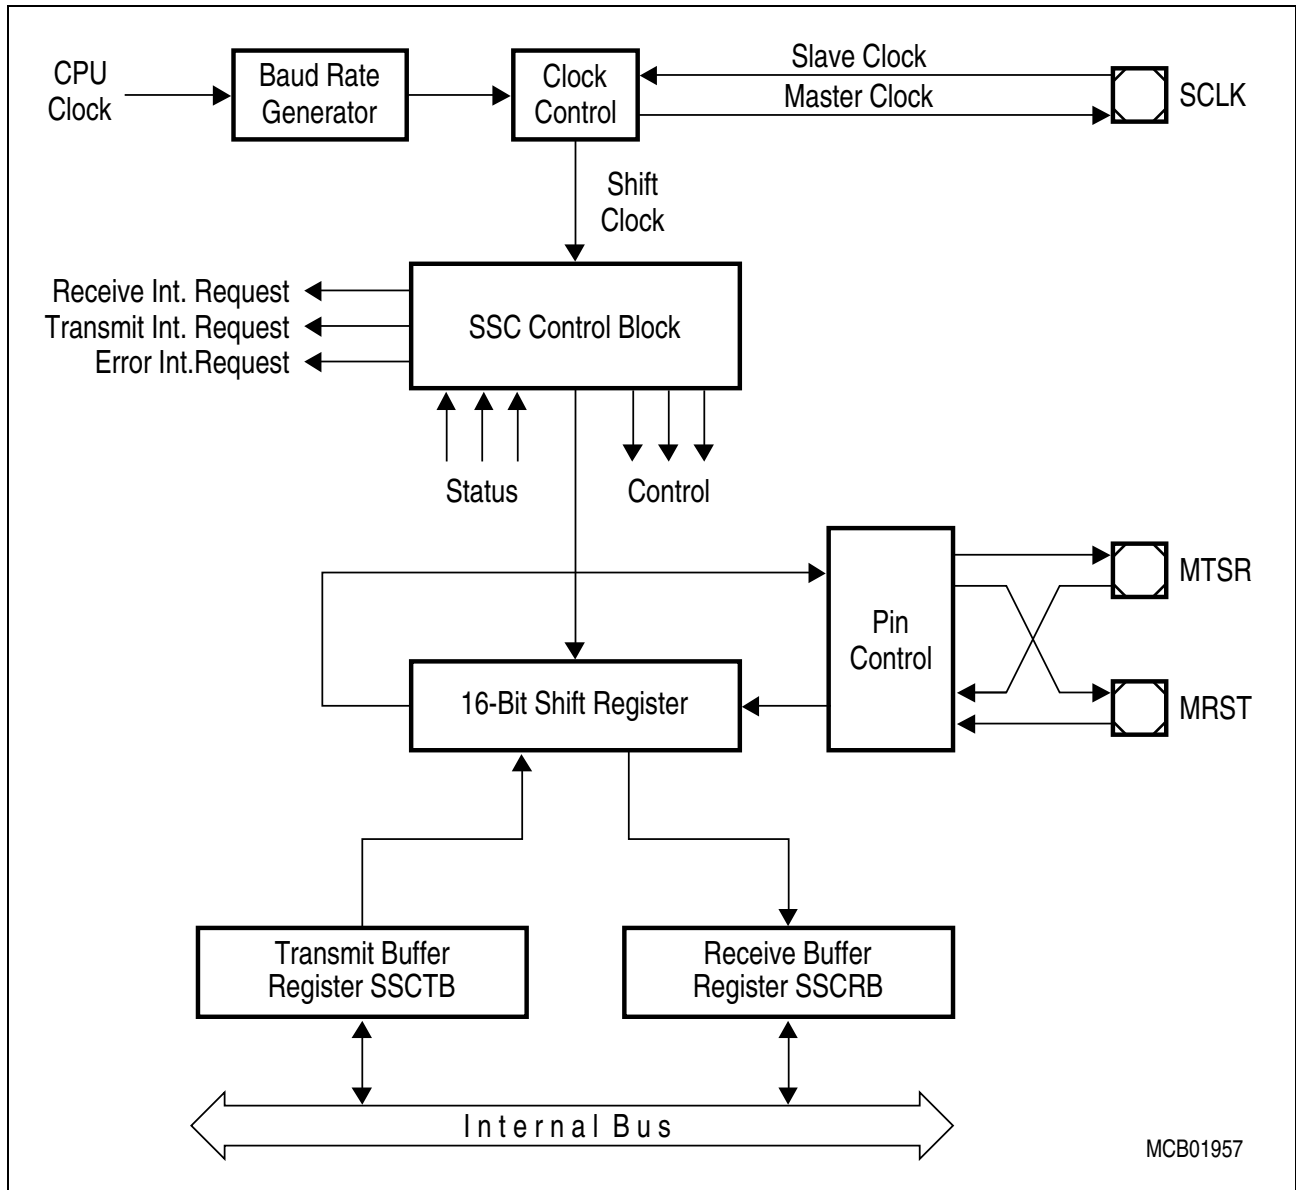 CPU
Clock
Baud Rate
Generator
Clock
Control
Slave Clock
Master Clock
SCLK
Shift
Clock
Receive Int. Request
Transmit Int. Request
Error Int.Request
SSC Control Block
Status
Control
Pin
Control
MTSR
MRST
16-Bit Shift Register
Transmit Buffer
Register SSCTB
Receive Buffer
Register SSCRB
Internal Bus
MCB01957